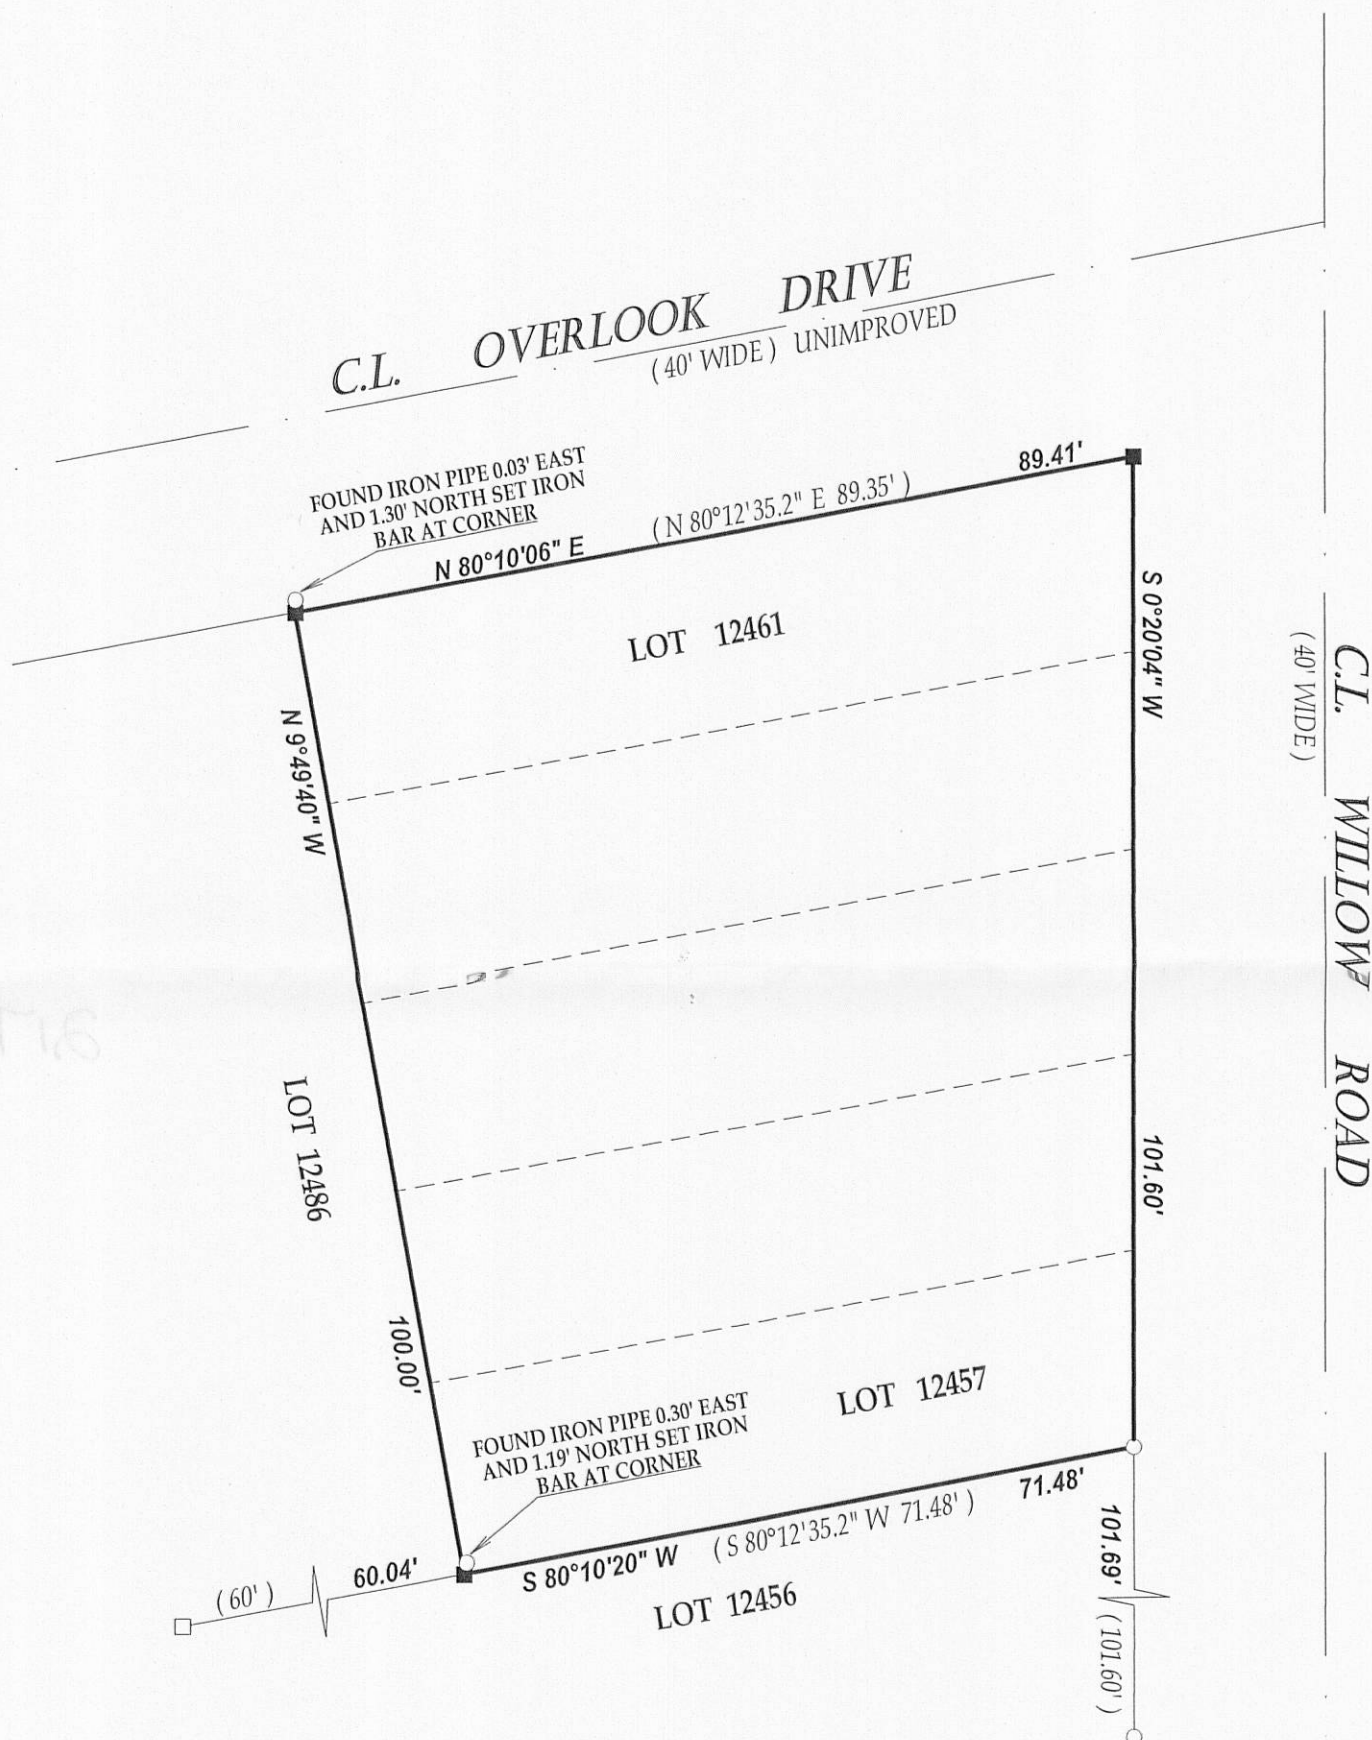 C.L. OVERLOOK DRIVE
( 40' WIDE ) UNIMPROVED
FOUND IRON PIPE 0.03' EAST
AND 1.30' NORTH SET IRON
BAR AT CORNER
N 80°10'06" E
( N 80°12'35.2" E 89.35' )
89.41'
LOT 12461
S 0°20'04" W
101.60'
C.L. WILLOW ROAD
( 40' WIDE )
N 9°49'40" W
100.00'
LOT 12486
LOT 12457
FOUND IRON PIPE 0.30' EAST
AND 1.19' NORTH SET IRON
BAR AT CORNER
71.48'
S 80°10'20" W
( S 80°12'35.2" W 71.48' )
60.04'
( 60' )
LOT 12456
101.69'
( 101.60' )